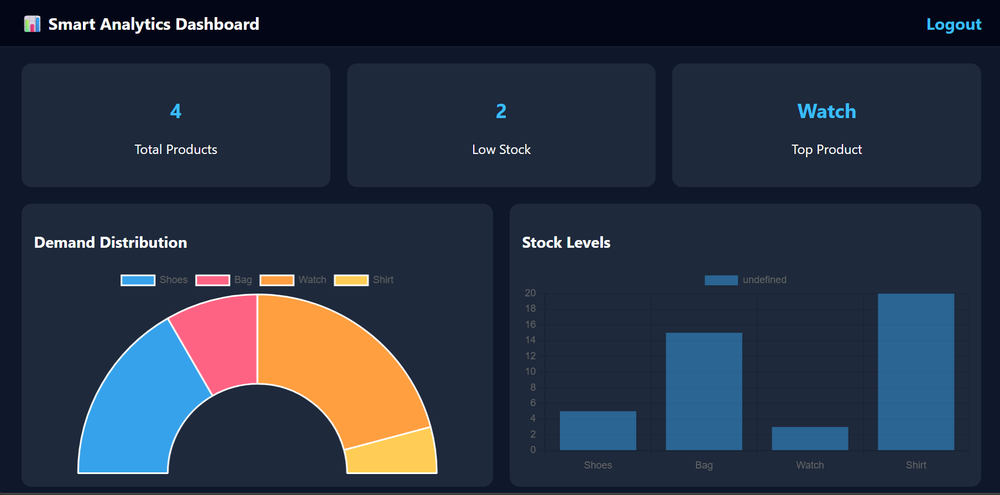 Smart Analytics Dashboard
Logout
4
Total Products
2
Low Stock
Watch
Top Product
Demand Distribution
Shoes Bag Watch Shirt
Stock Levels
undefined
20
18
16
14
12
10
8
6
4
2
0
Shoes Bag Watch Shirt